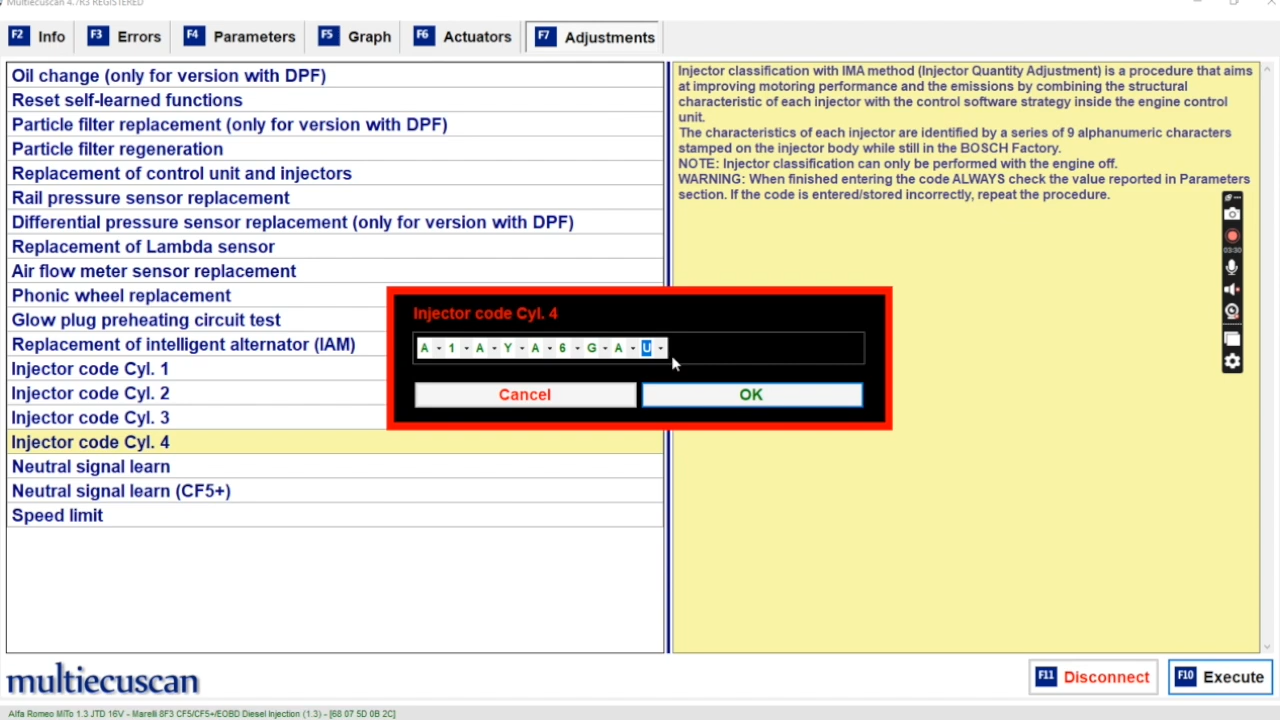 Multiecuscan 4.7R3 REGISTERED
F2 Info F3 Errors F4 Parameters F5 Graph F6 Actuators F7 Adjustments
Oil change (only for version with DPF)
Reset self-learned functions
Particle filter replacement (only for version with DPF)
Particle filter regeneration
Replacement of control unit and injectors
Rail pressure sensor replacement
Differential pressure sensor replacement (only for version with DPF)
Replacement of Lambda sensor
Air flow meter sensor replacement
Phonic wheel replacement
Glow plug preheating circuit test
Replacement of intelligent alternator (IAM)
Injector code Cyl. 1
Injector code Cyl. 2
Injector code Cyl. 3
Injector code Cyl. 4
Neutral signal learn
Neutral signal learn (CF5+)
Speed limit
Injector classification with IMA method (Injector Quantity Adjustment) is a procedure that aims
at improving motoring performance and the emissions by combining the structural
characteristic of each injector with the control software strategy inside the engine control
unit.
The characteristics of each injector are identified by a series of 9 alphanumeric characters
stamped on the injector body while still in the BOSCH Factory.
NOTE: Injector classification can only be performed with the engine off.
WARNING: When finished entering the code ALWAYS check the value reported in Parameters
section. If the code is entered/stored incorrectly, repeat the procedure.
03:30
Injector code Cyl. 4
A 1 A Y A 6 G A U
Cancel OK
multiecuscan
F11 Disconnect F10 Execute
Alfa Romeo MiTo 1.3 JTD 16V - Marelli 8F3 CF5/CF5+/EOBD Diesel Injection (1.3) - [68 07 5D 0B 2C]